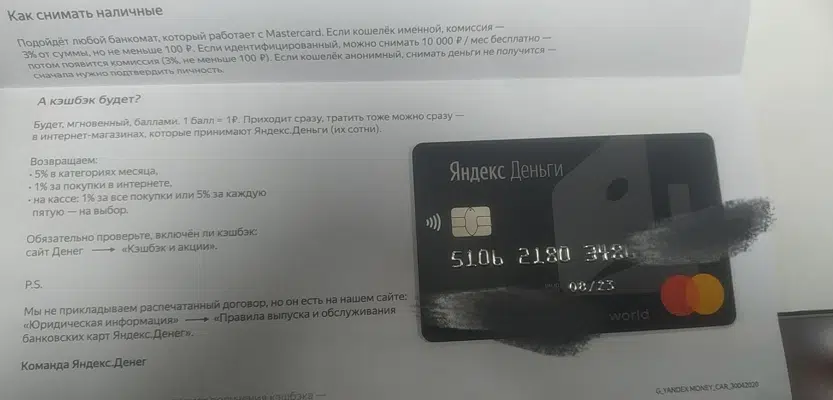 Как снимать наличные
Подойдёт любой банкомат, который работает с Mastercard. Если кошелёк именной, комиссия —
3% от суммы, но не меньше 100 ₽. Если идентифицированный, можно снимать 10 000 ₽ / мес бесплатно —
потом появится комиссия (3%, не меньше 100 ₽). Если кошелёк анонимный, снимать деньги не получится —
сначала нужно подтвердить личность.
А кэшбэк будет?
Будет, мгновенный, баллами. 1 балл = 1₽. Приходит сразу, тратить тоже можно сразу —
в интернет-магазинах, которые принимают Яндекс.Деньги (их сотни).
Возвращаем:
· 5% в категориях месяца,
· 1% за покупки в интернете,
· на кассе: 1% за все покупки или 5% за каждую
пятую — на выбор.
Обязательно проверьте, включён ли кэшбэк:
сайт Денег ⟶ «Кэшбэк и акции».
P.S.
Мы не прикладываем распечатанный договор, но он есть на нашем сайте:
«Юридическая информация» ⟶ «Правила выпуска и обслуживания
банковских карт Яндекс.Денег».
Команда Яндекс.Денег
Яндекс Деньги
5106 2180
08/23
world
G_YANDEX.MONEY_CAR_30042020